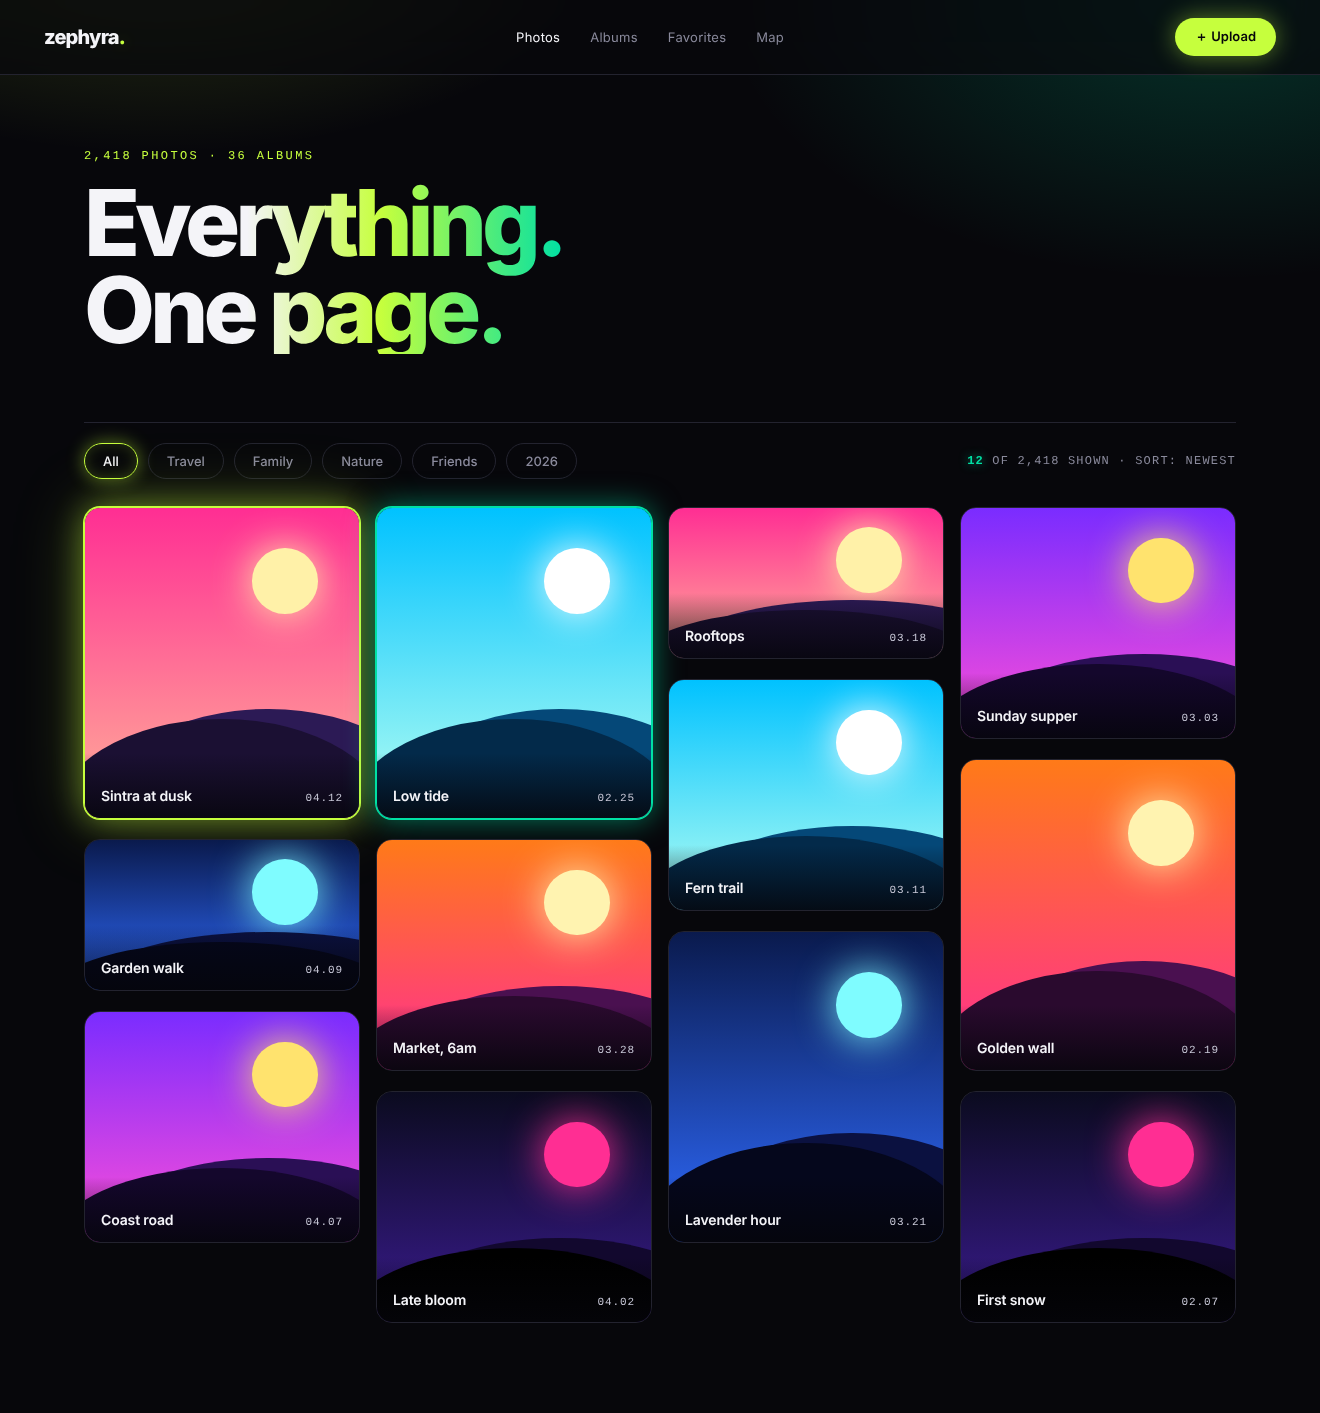 zephyra.
Photos Albums Favorites Map
+ Upload
2,418 PHOTOS · 36 ALBUMS
Everything.
One page.
All Travel Family Nature Friends 2026
12 OF 2,418 SHOWN · SORT: NEWEST
Sintra at dusk 04.12
Low tide 02.25
Rooftops 03.18
Sunday supper 03.03
Garden walk 04.09
Market, 6am 03.28
Fern trail 03.11
Golden wall 02.19
Coast road 04.07
Late bloom 04.02
Lavender hour 03.21
First snow 02.07